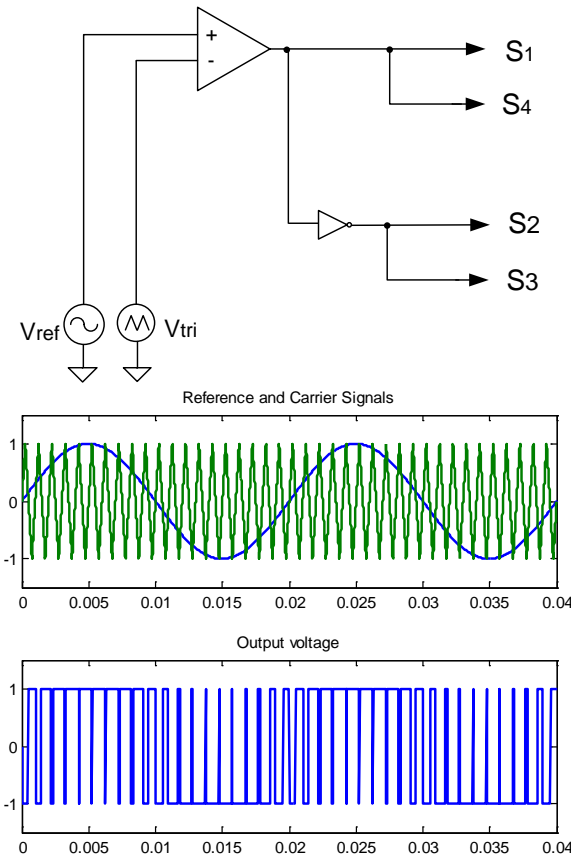 +
-
S1
S4
S2
S3
Vref
Vtri
Reference and Carrier Signals
1
0
-1
0 0.005 0.01 0.015 0.02 0.025 0.03 0.035 0.04
Output voltage
1
0
-1
0 0.005 0.01 0.015 0.02 0.025 0.03 0.035 0.04